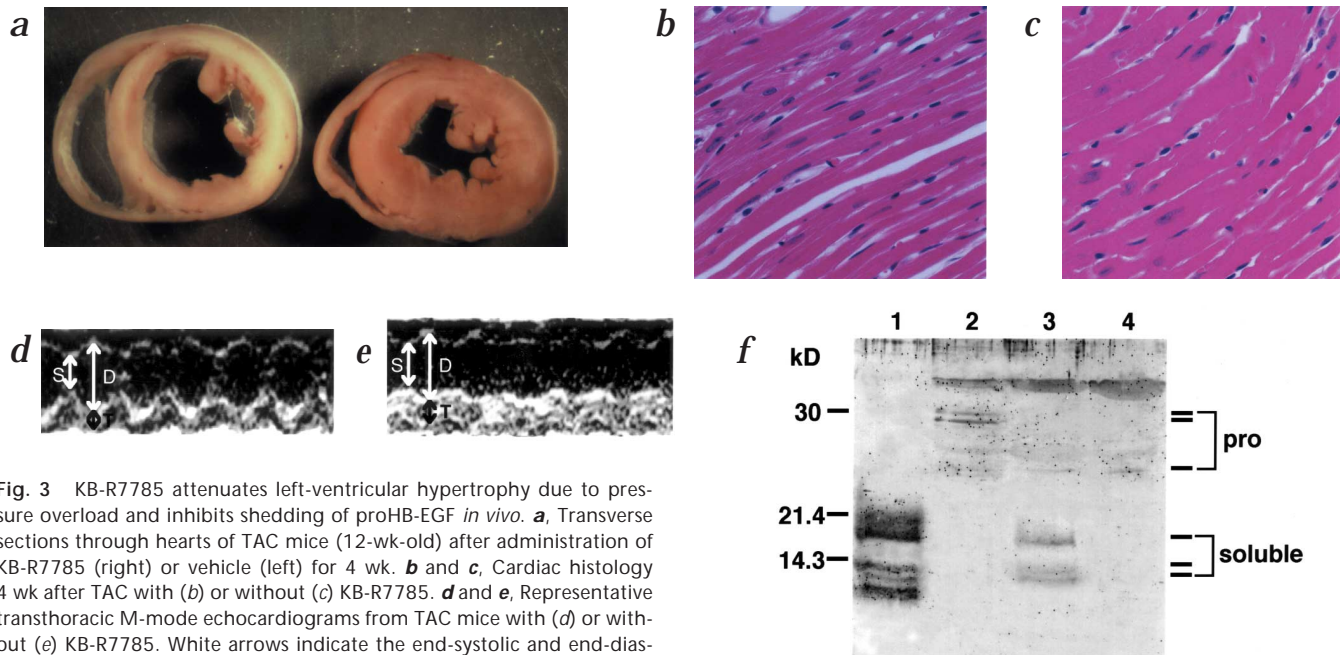 a
b
c
d
S
D
T
e
S
D
T
f
1 2 3 4
kD
30
21.4
14.3
pro
soluble
Fig. 3 KB-R7785 attenuates left-ventricular hypertrophy due to pres-
sure overload and inhibits shedding of proHB-EGF in vivo. a, Transverse
sections through hearts of TAC mice (12-wk-old) after administration of
KB-R7785 (right) or vehicle (left) for 4 wk. b and c, Cardiac histology
4 wk after TAC with (b) or without (c) KB-R7785. d and e, Representative
transthoracic M-mode echocardiograms from TAC mice with (d) or with-
out (e) KB-R7785. White arrows indicate the end-systolic and end-dias-